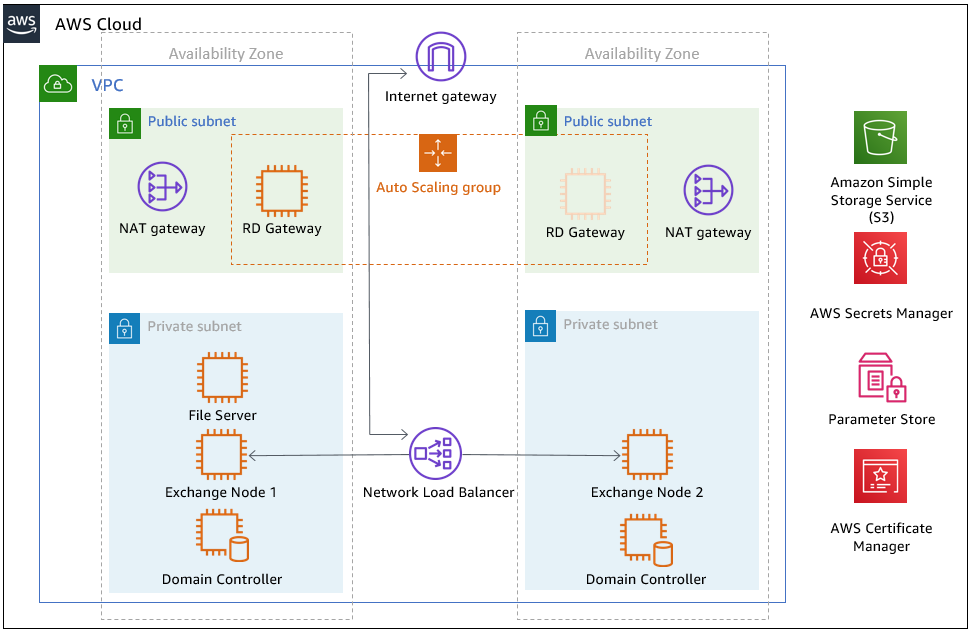 aws
AWS Cloud
Availability Zone
Availability Zone
Internet gateway
VPC
Public subnet
Public subnet
Auto Scaling group
NAT gateway
RD Gateway
RD Gateway
NAT gateway
Private subnet
Private subnet
File Server
Exchange Node 1
Network Load Balancer
Exchange Node 2
Domain Controller
Domain Controller
Amazon Simple
Storage Service
(S3)
AWS Secrets Manager
Parameter Store
AWS Certificate
Manager